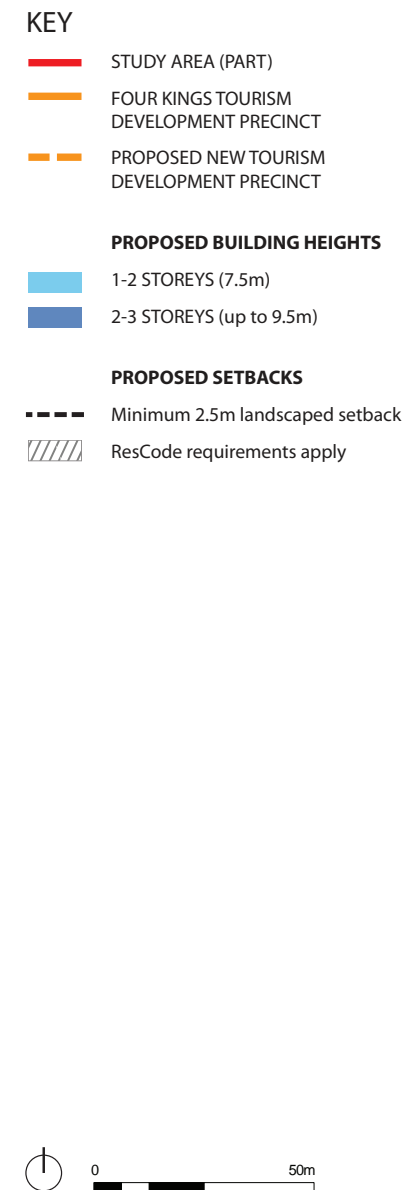 KEY
STUDY AREA (PART)
FOUR KINGS TOURISM
DEVELOPMENT PRECINCT
PROPOSED NEW TOURISM
DEVELOPMENT PRECINCT
PROPOSED BUILDING HEIGHTS
1-2 STOREYS (7.5m)
2-3 STOREYS (up to 9.5m)
PROPOSED SETBACKS
Minimum 2.5m landscaped setback
ResCode requirements apply
0 50m